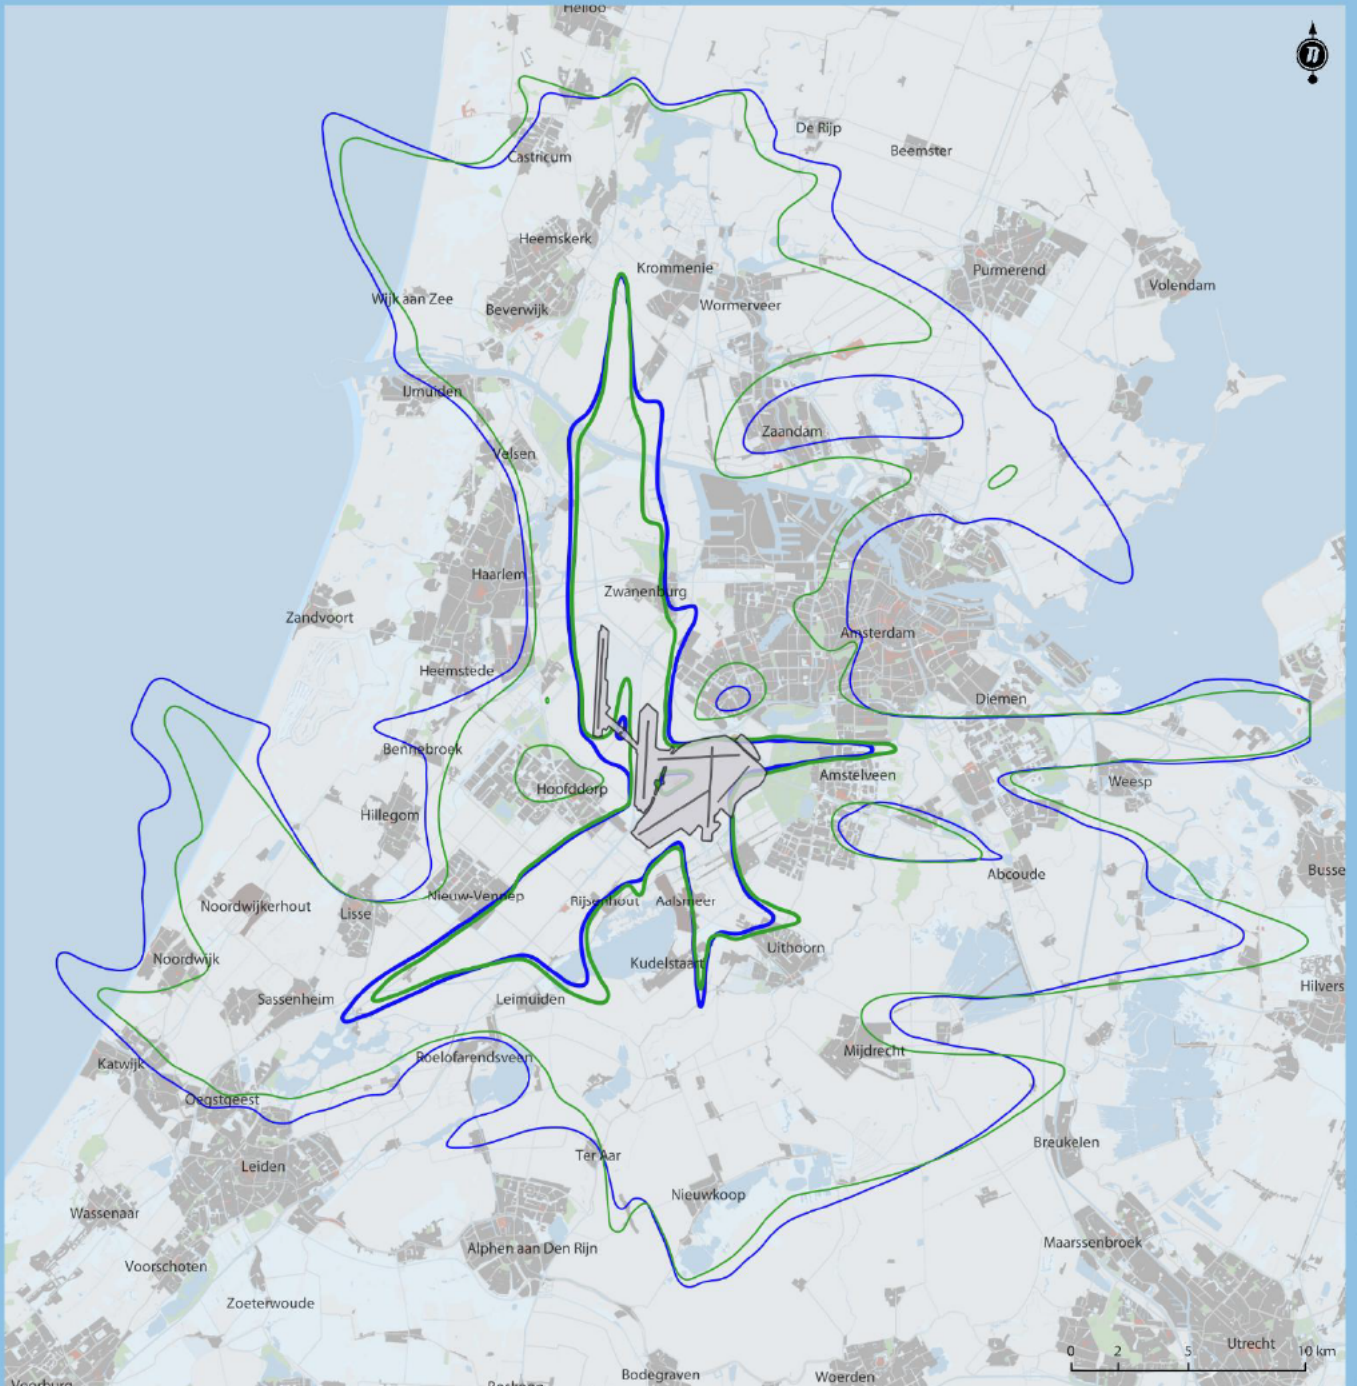 Heiloo
De Rijp
Beemster
Castricum
Heemskerk
Krommenie
Purmerend
Volendam
Wijk aan Zee
Wormerveer
Beverwijk
IJmuiden
Zaandam
Velsen
Haarlem
Zwanenburg
Zandvoort
Amsterdam
Heemstede
Diemen
Bennebroek
Amstelveen
Weesp
Hoofddorp
Hillegom
Abcoude
Busse
Nieuw-Vennep
Rijsenhout
Aalsmeer
Noordwijkerhout
Lisse
Uithoorn
Noordwijk
Kudelstaart
Hilvers
Sassenheim
Leimuiden
Mijdrecht
Roelofarendsveen
Katwijk
Oegstgeest
Breukelen
Ter Aar
Leiden
Nieuwkoop
Wassenaar
Maarssenbroek
Alphen aan Den Rijn
Voorschoten
Zoeterwoude
Utrecht
0 2 5 10 km
Bodegraven
Woerden
Voorburg